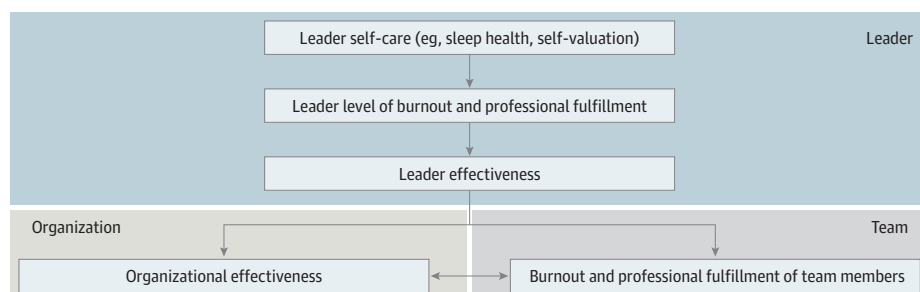 Leader self-care (eg, sleep health, self-valuation)
Leader
Leader level of burnout and professional fulfillment
Leader effectiveness
Organization
Team
Organizational effectiveness
Burnout and professional fulfillment of team members